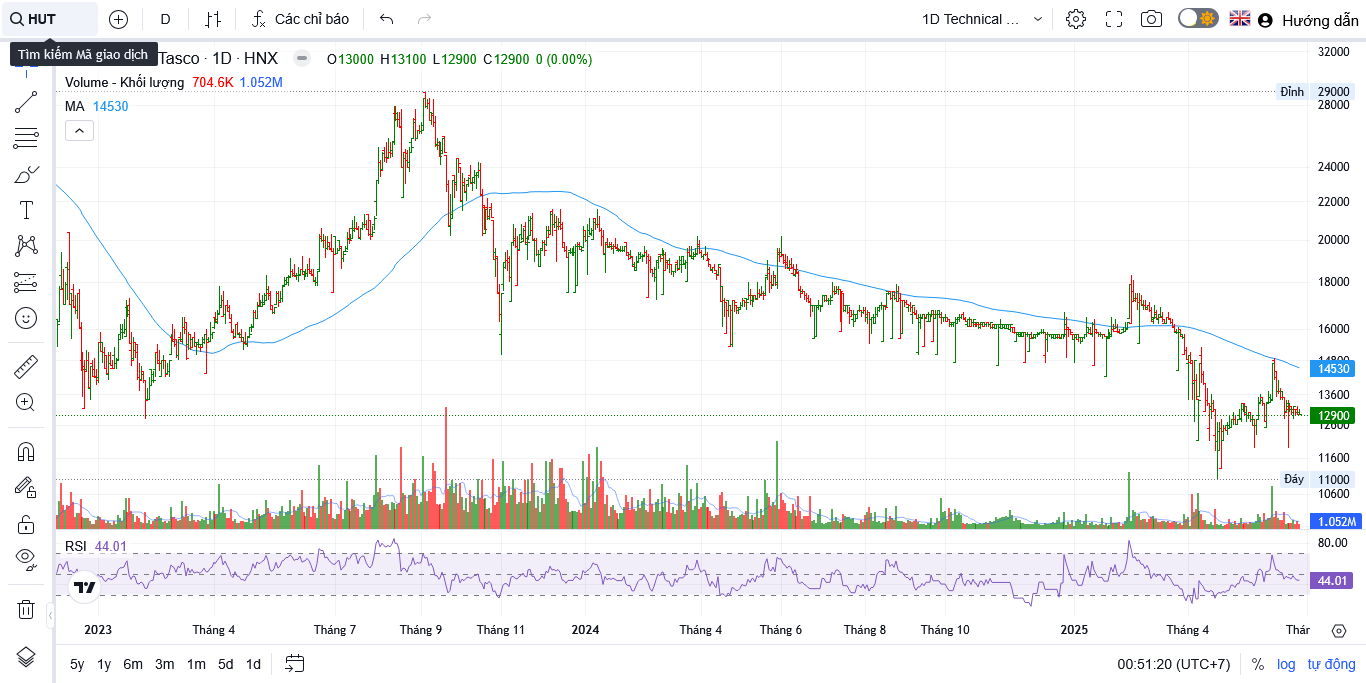 HUT
D
Các chỉ báo
1D Technical ...
Hướng dẫn
Tìm kiếm Mã giao dịch
Tasco · 1D · HNX
O13000 H13100 L12900 C12900 0 (0.00%)
Volume - Khối lượng 704.6K 1.052M
MA 14530
32000
Đỉnh 29000
28000
24000
22000
20000
18000
16000
14800
14530
13600
12900
12600
11600
Đáy 11000
10600
1.052M
RSI 44.01
80.00
44.01
2023 Tháng 4 Tháng 7 Tháng 9 Tháng 11 2024 Tháng 4 Tháng 6 Tháng 8 Tháng 10 2025 Tháng 4 Thár
5y 1y 6m 3m 1m 5d 1d
00:51:20 (UTC+7) % log tự động